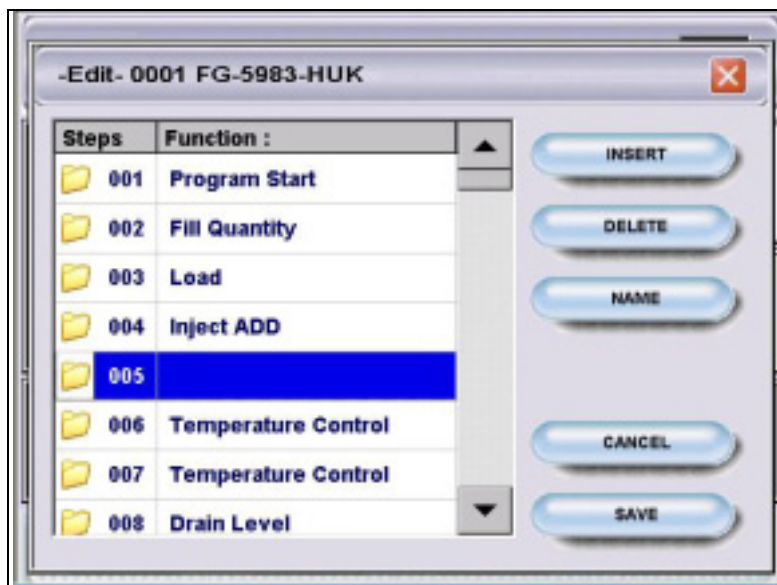 -Edit- 0001 FG-5983-HUK
Steps Function :
001 Program Start
002 Fill Quantity
003 Load
004 Inject ADD
005
006 Temperature Control
007 Temperature Control
008 Drain Level
INSERT
DELETE
NAME
CANCEL
SAVE